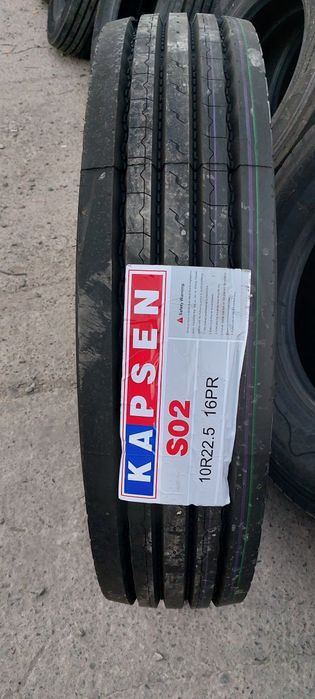 KAPSEN
S02
10R22.5 16PR
Safety Warning